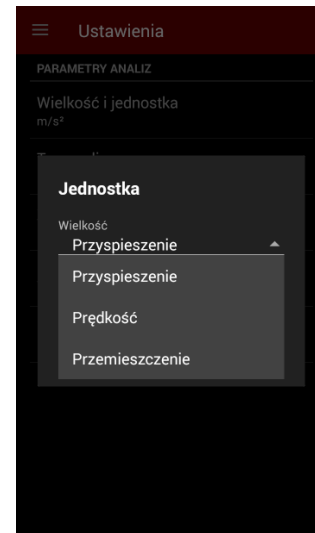 Ustawienia
PARAMETRY ANALIZ
Wielkość i jednostka
m/s²
Jednostka
Wielkość
Przyspieszenie
Przyspieszenie
Prędkość
Przemieszczenie